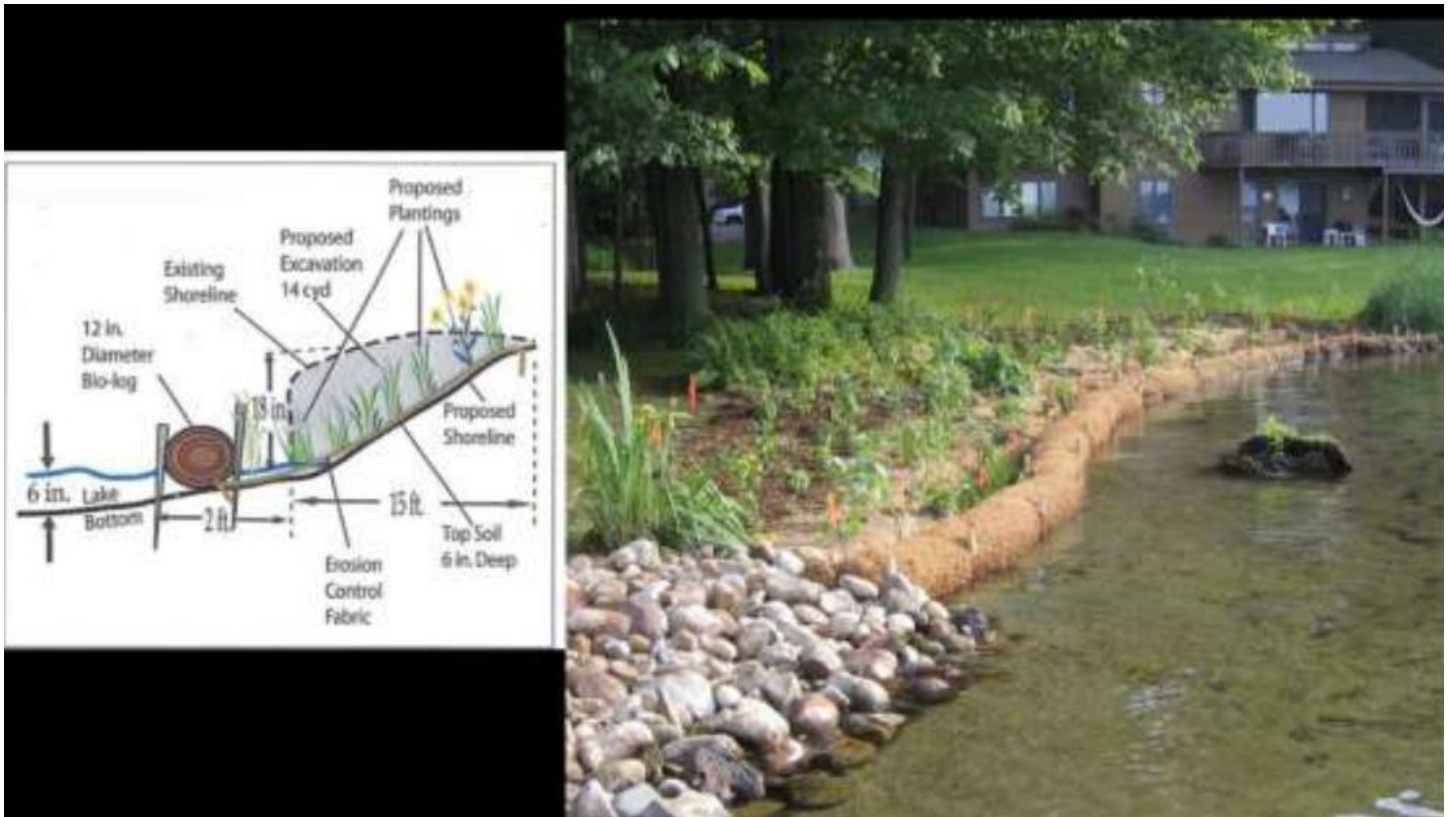 Proposed
Plantings
Proposed
Excavation
14 cyd
Existing
Shoreline
12 in.
Diameter
Bio-log
18 in.
Proposed
Shoreline
6 in.
Lake
Bottom
2 ft.
15 ft.
Top Soil
6 in. Deep
Erosion
Control
Fabric